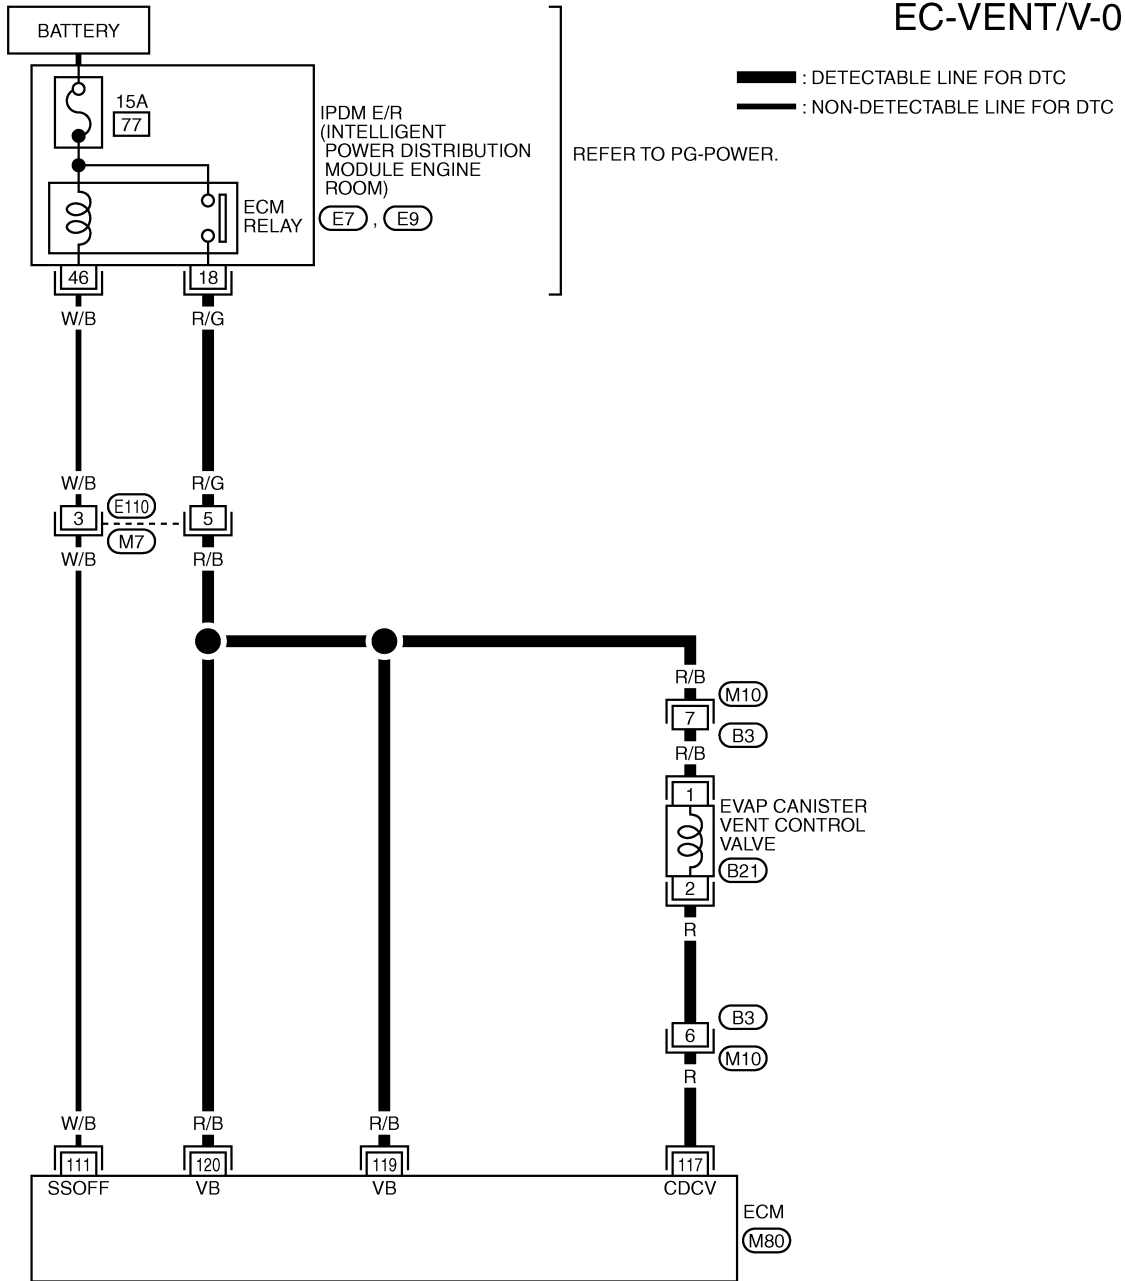 EC-VENT/V-0
BATTERY
: DETECTABLE LINE FOR DTC
: NON-DETECTABLE LINE FOR DTC
15A
77
IPDM E/R
(INTELLIGENT
POWER DISTRIBUTION
MODULE ENGINE
ROOM)
E7 , E9
REFER TO PG-POWER.
ECM
RELAY
46 18
W/B R/G
W/B R/G
3 E110 5
M7
W/B R/B
R/B
M10
7
B3
R/B
1
EVAP CANISTER
VENT CONTROL
VALVE
B21
2
R
B3
6
M10
R
W/B R/B R/B
111 120 119 117
SSOFF VB VB CDCV
ECM
M80